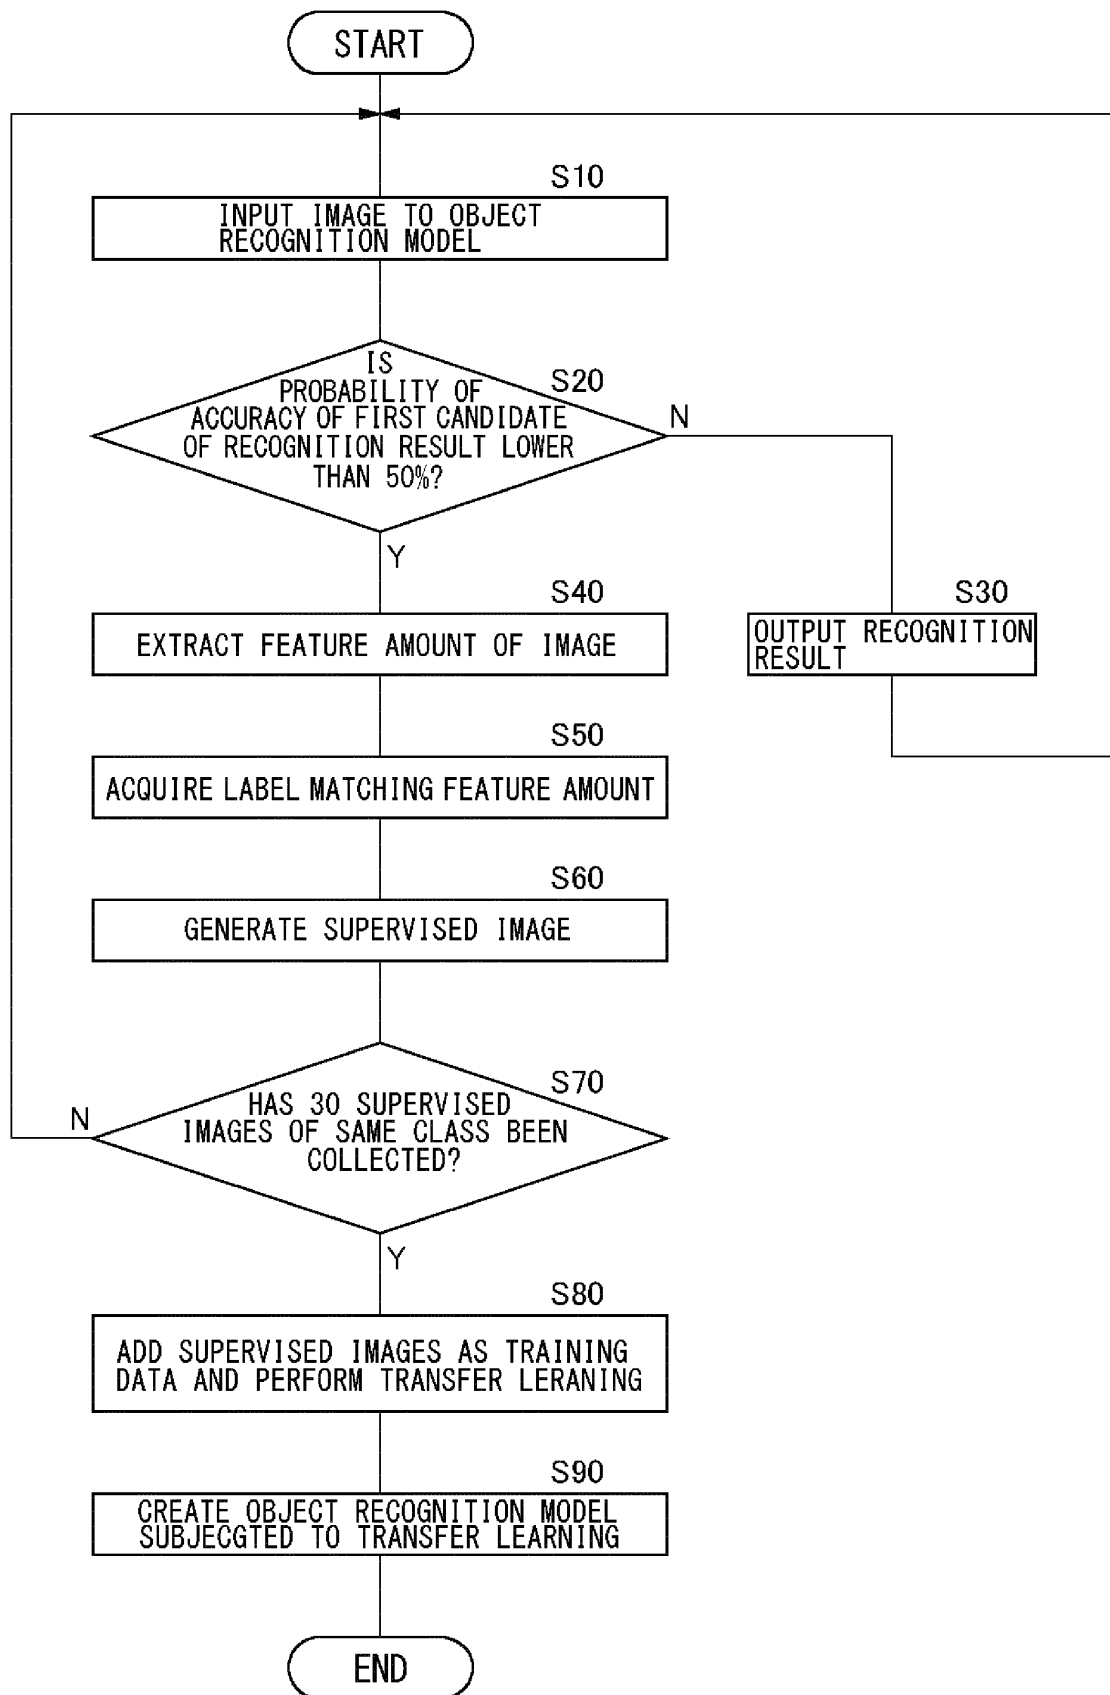 START
S10
INPUT IMAGE TO OBJECT
RECOGNITION MODEL
S20
IS
PROBABILITY OF
ACCURACY OF FIRST CANDIDATE
OF RECOGNITION RESULT LOWER
THAN 50%?
N
Y
S30
OUTPUT RECOGNITION
RESULT
S40
EXTRACT FEATURE AMOUNT OF IMAGE
S50
ACQUIRE LABEL MATCHING FEATURE AMOUNT
S60
GENERATE SUPERVISED IMAGE
S70
HAS 30 SUPERVISED
IMAGES OF SAME CLASS BEEN
COLLECTED?
N
Y
S80
ADD SUPERVISED IMAGES AS TRAINING
DATA AND PERFORM TRANSFER LERANING
S90
CREATE OBJECT RECOGNITION MODEL
SUBJECGTED TO TRANSFER LEARNING
END